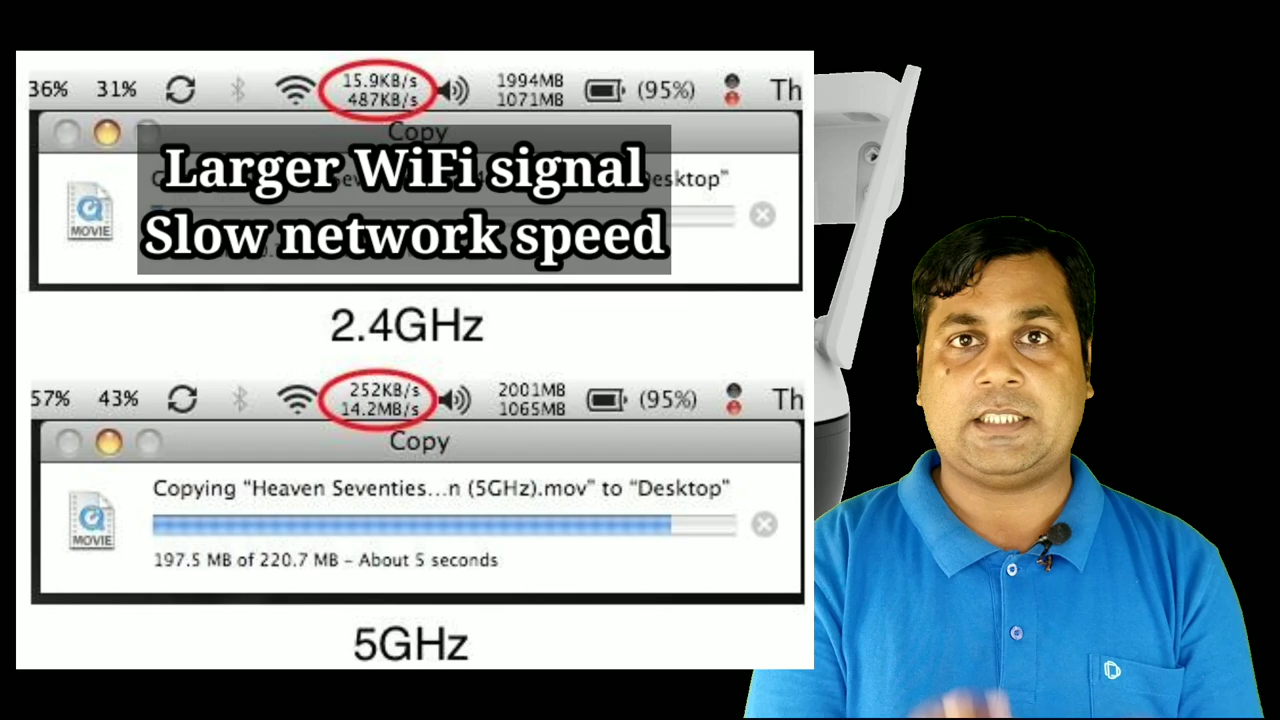 36% 31% 15.9KB/s 1994MB (95%) Th
487KB/s 1071MB
Copy
Larger WiFi signal
Desktop”
MOVIE
Slow network speed
2.4GHz
57% 43% 252KB/s 2001MB (95%) Th
14.2MB/s 1065MB
Copy
Copying “Heaven Seventies...n (5GHz).mov” to “Desktop”
MOVIE
197.5 MB of 220.7 MB – About 5 seconds
5GHz